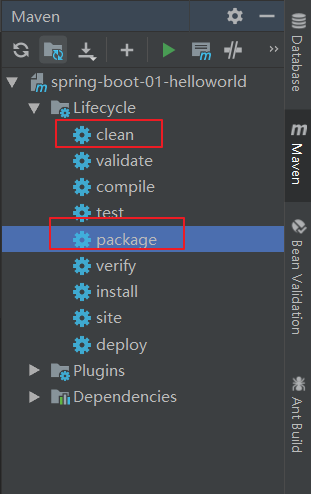 Maven
spring-boot-01-helloworld
Lifecycle
clean
validate
compile
test
package
verify
install
site
deploy
Plugins
Dependencies
Database
Maven
Bean Validation
Ant Build